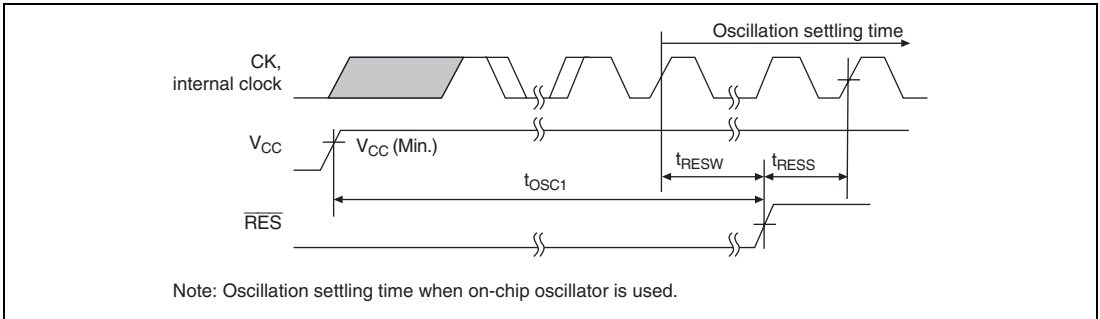 Oscillation settling time
CK,
internal clock
VCC
VCC (Min.)
tRESW
tRESS
tOSC1
RES
Note: Oscillation settling time when on-chip oscillator is used.